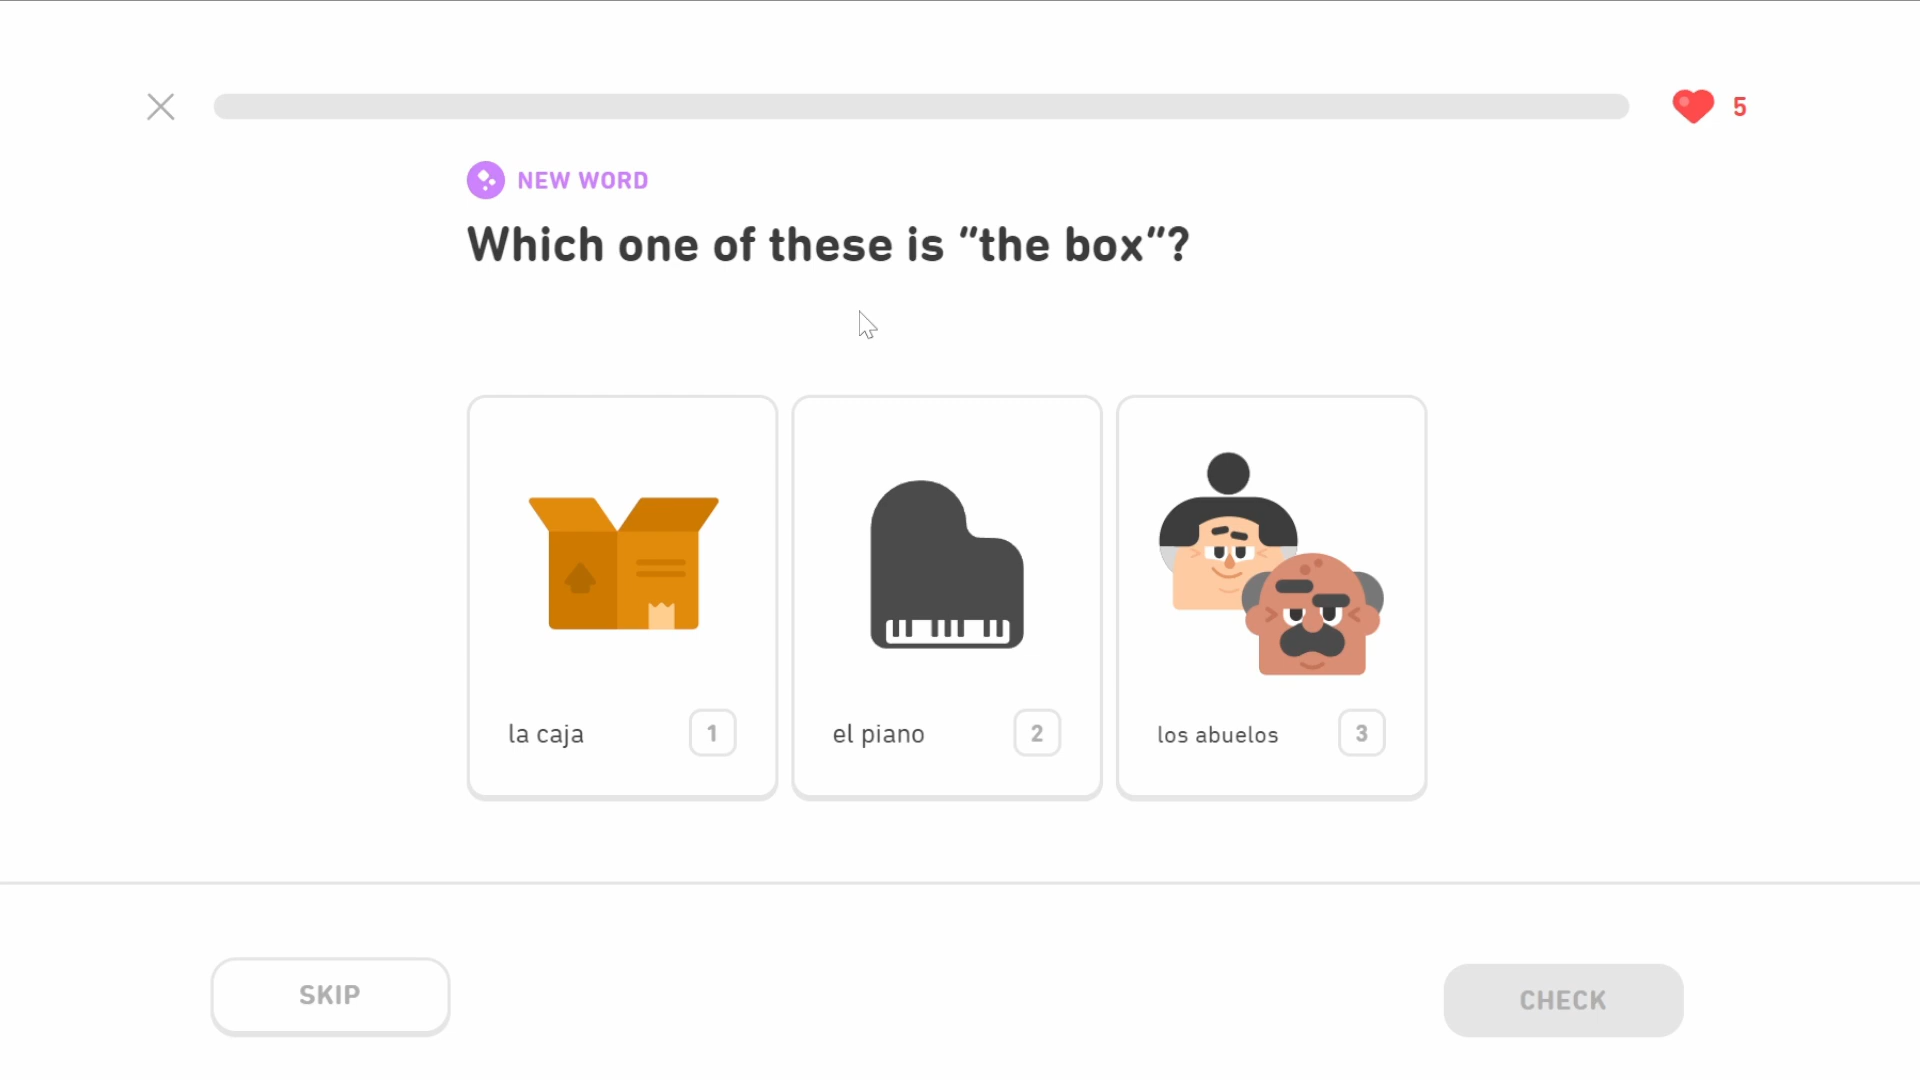 5
NEW WORD
Which one of these is "the box"?
la caja 1
el piano 2
los abuelos 3
SKIP
CHECK